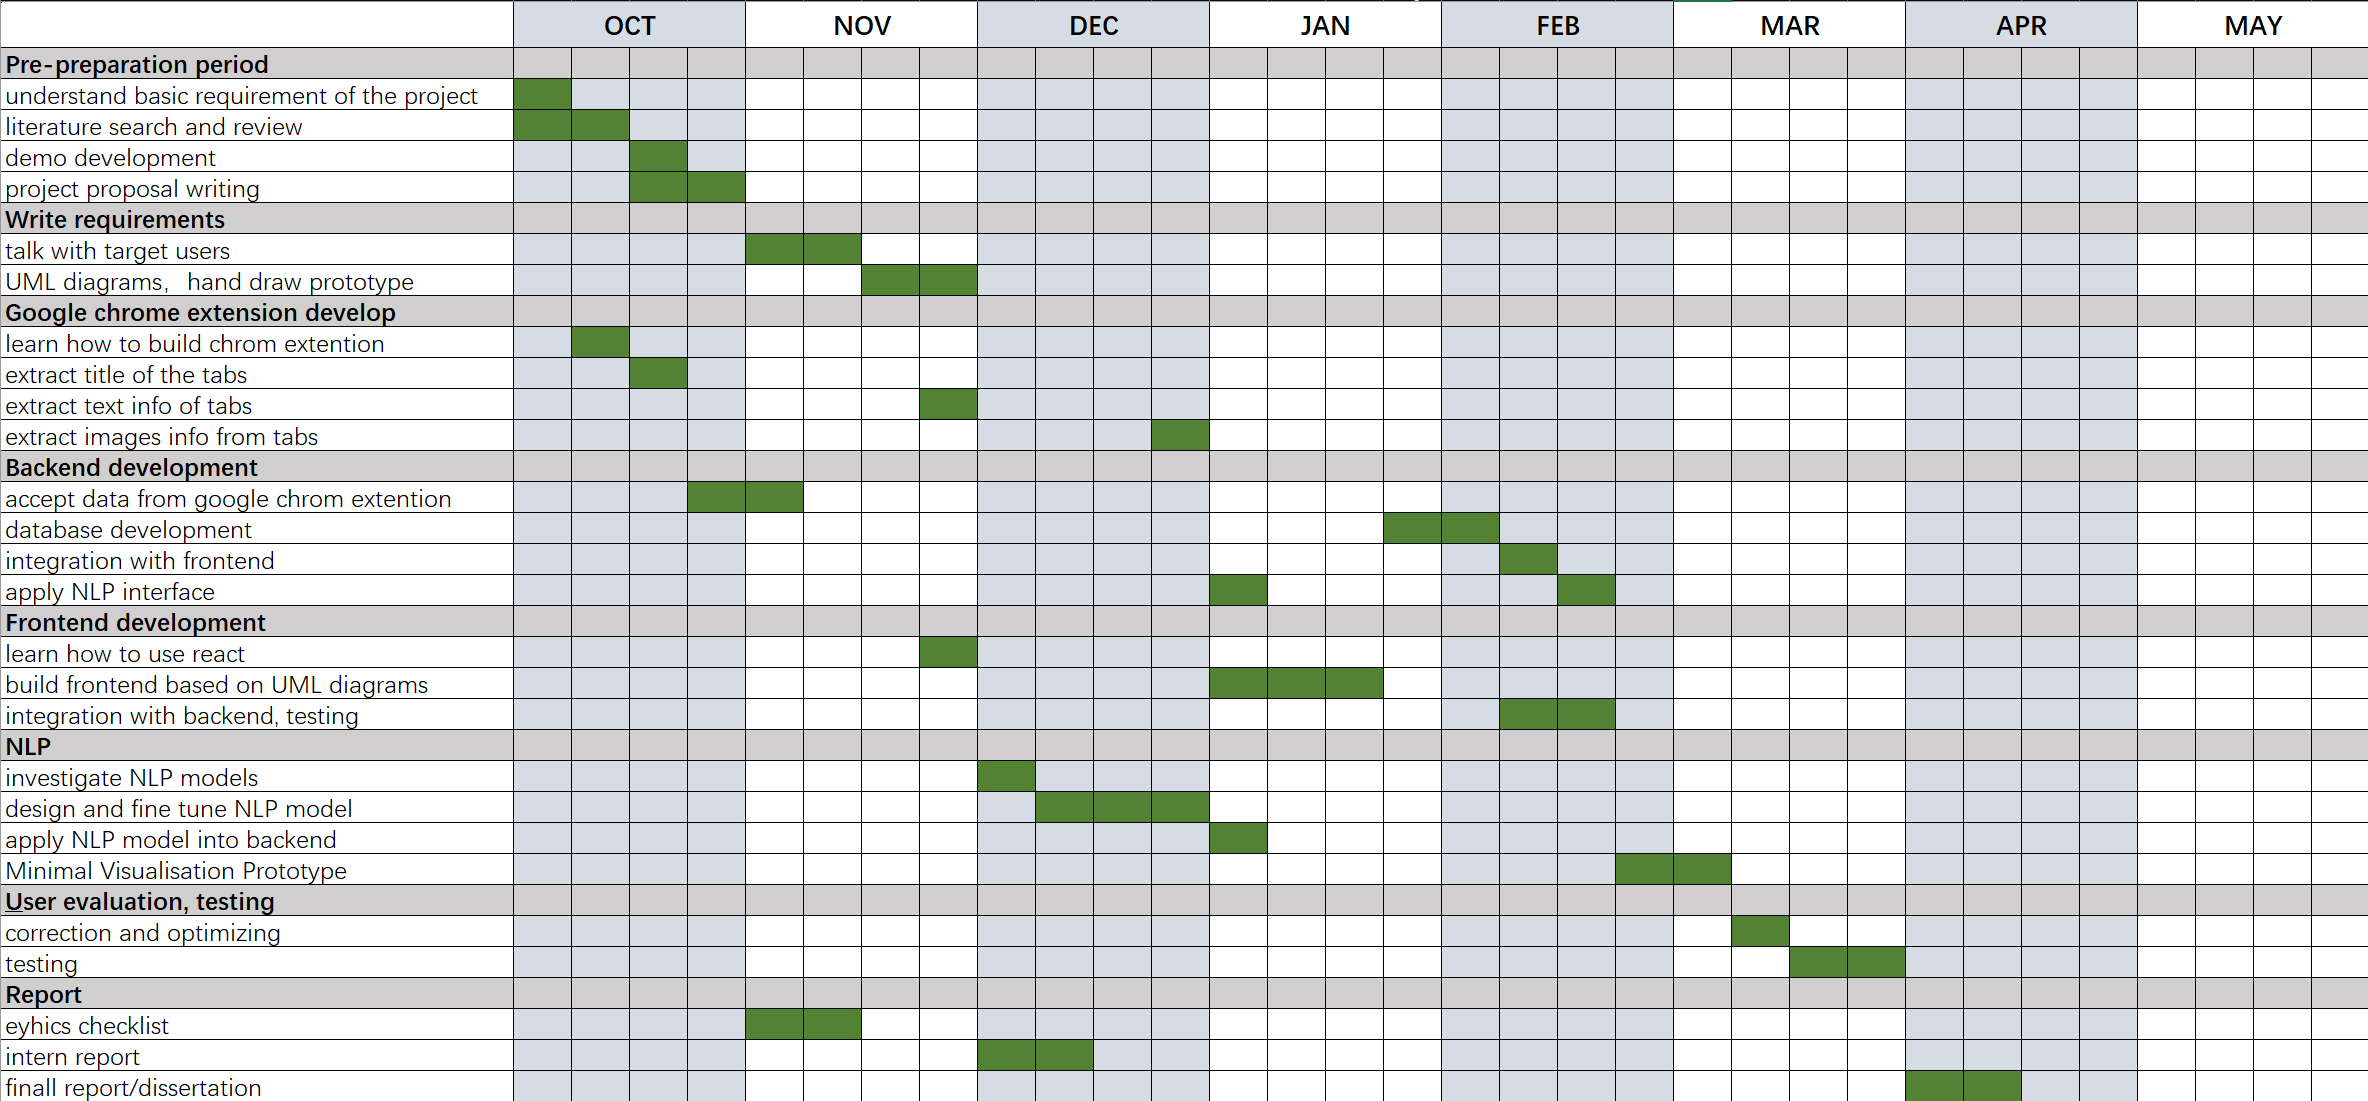 OCT NOV DEC JAN FEB MAR APR MAY
Pre-preparation period
understand basic requirement of the project
literature search and review
demo development
project proposal writing
Write requirements
talk with target users
UML diagrams， hand draw prototype
Google chrome extension develop
learn how to build chrom extention
extract title of the tabs
extract text info of tabs
extract images info from tabs
Backend development
accept data from google chrom extention
database development
integration with frontend
apply NLP interface
Frontend development
learn how to use react
build frontend based on UML diagrams
integration with backend, testing
NLP
investigate NLP models
design and fine tune NLP model
apply NLP model into backend
Minimal Visualisation Prototype
User evaluation, testing
correction and optimizing
testing
Report
eyhics checklist
intern report
finall report/dissertation